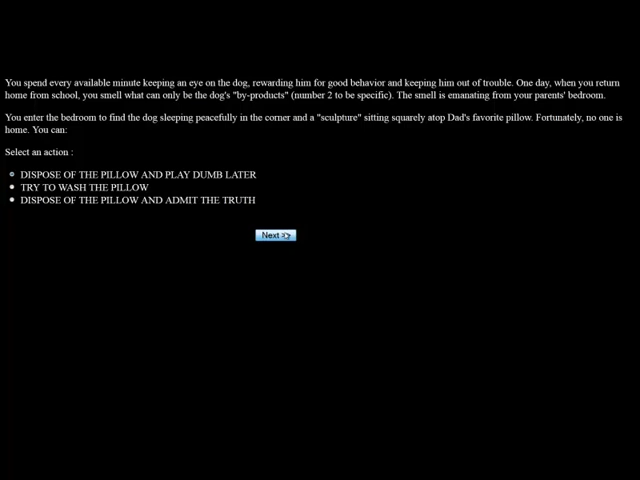 You spend every available minute keeping an eye on the dog, rewarding him for good behavior and keeping him out of trouble. One day, when you return
home from school, you smell what can only be the dog's "by-products" (number 2 to be specific). The smell is emanating from your parents' bedroom.
You enter the bedroom to find the dog sleeping peacefully in the corner and a "sculpture" sitting squarely atop Dad's favorite pillow. Fortunately, no one is
home. You can:
Select an action :
DISPOSE OF THE PILLOW AND PLAY DUMB LATER
TRY TO WASH THE PILLOW
DISPOSE OF THE PILLOW AND ADMIT THE TRUTH
Next >>